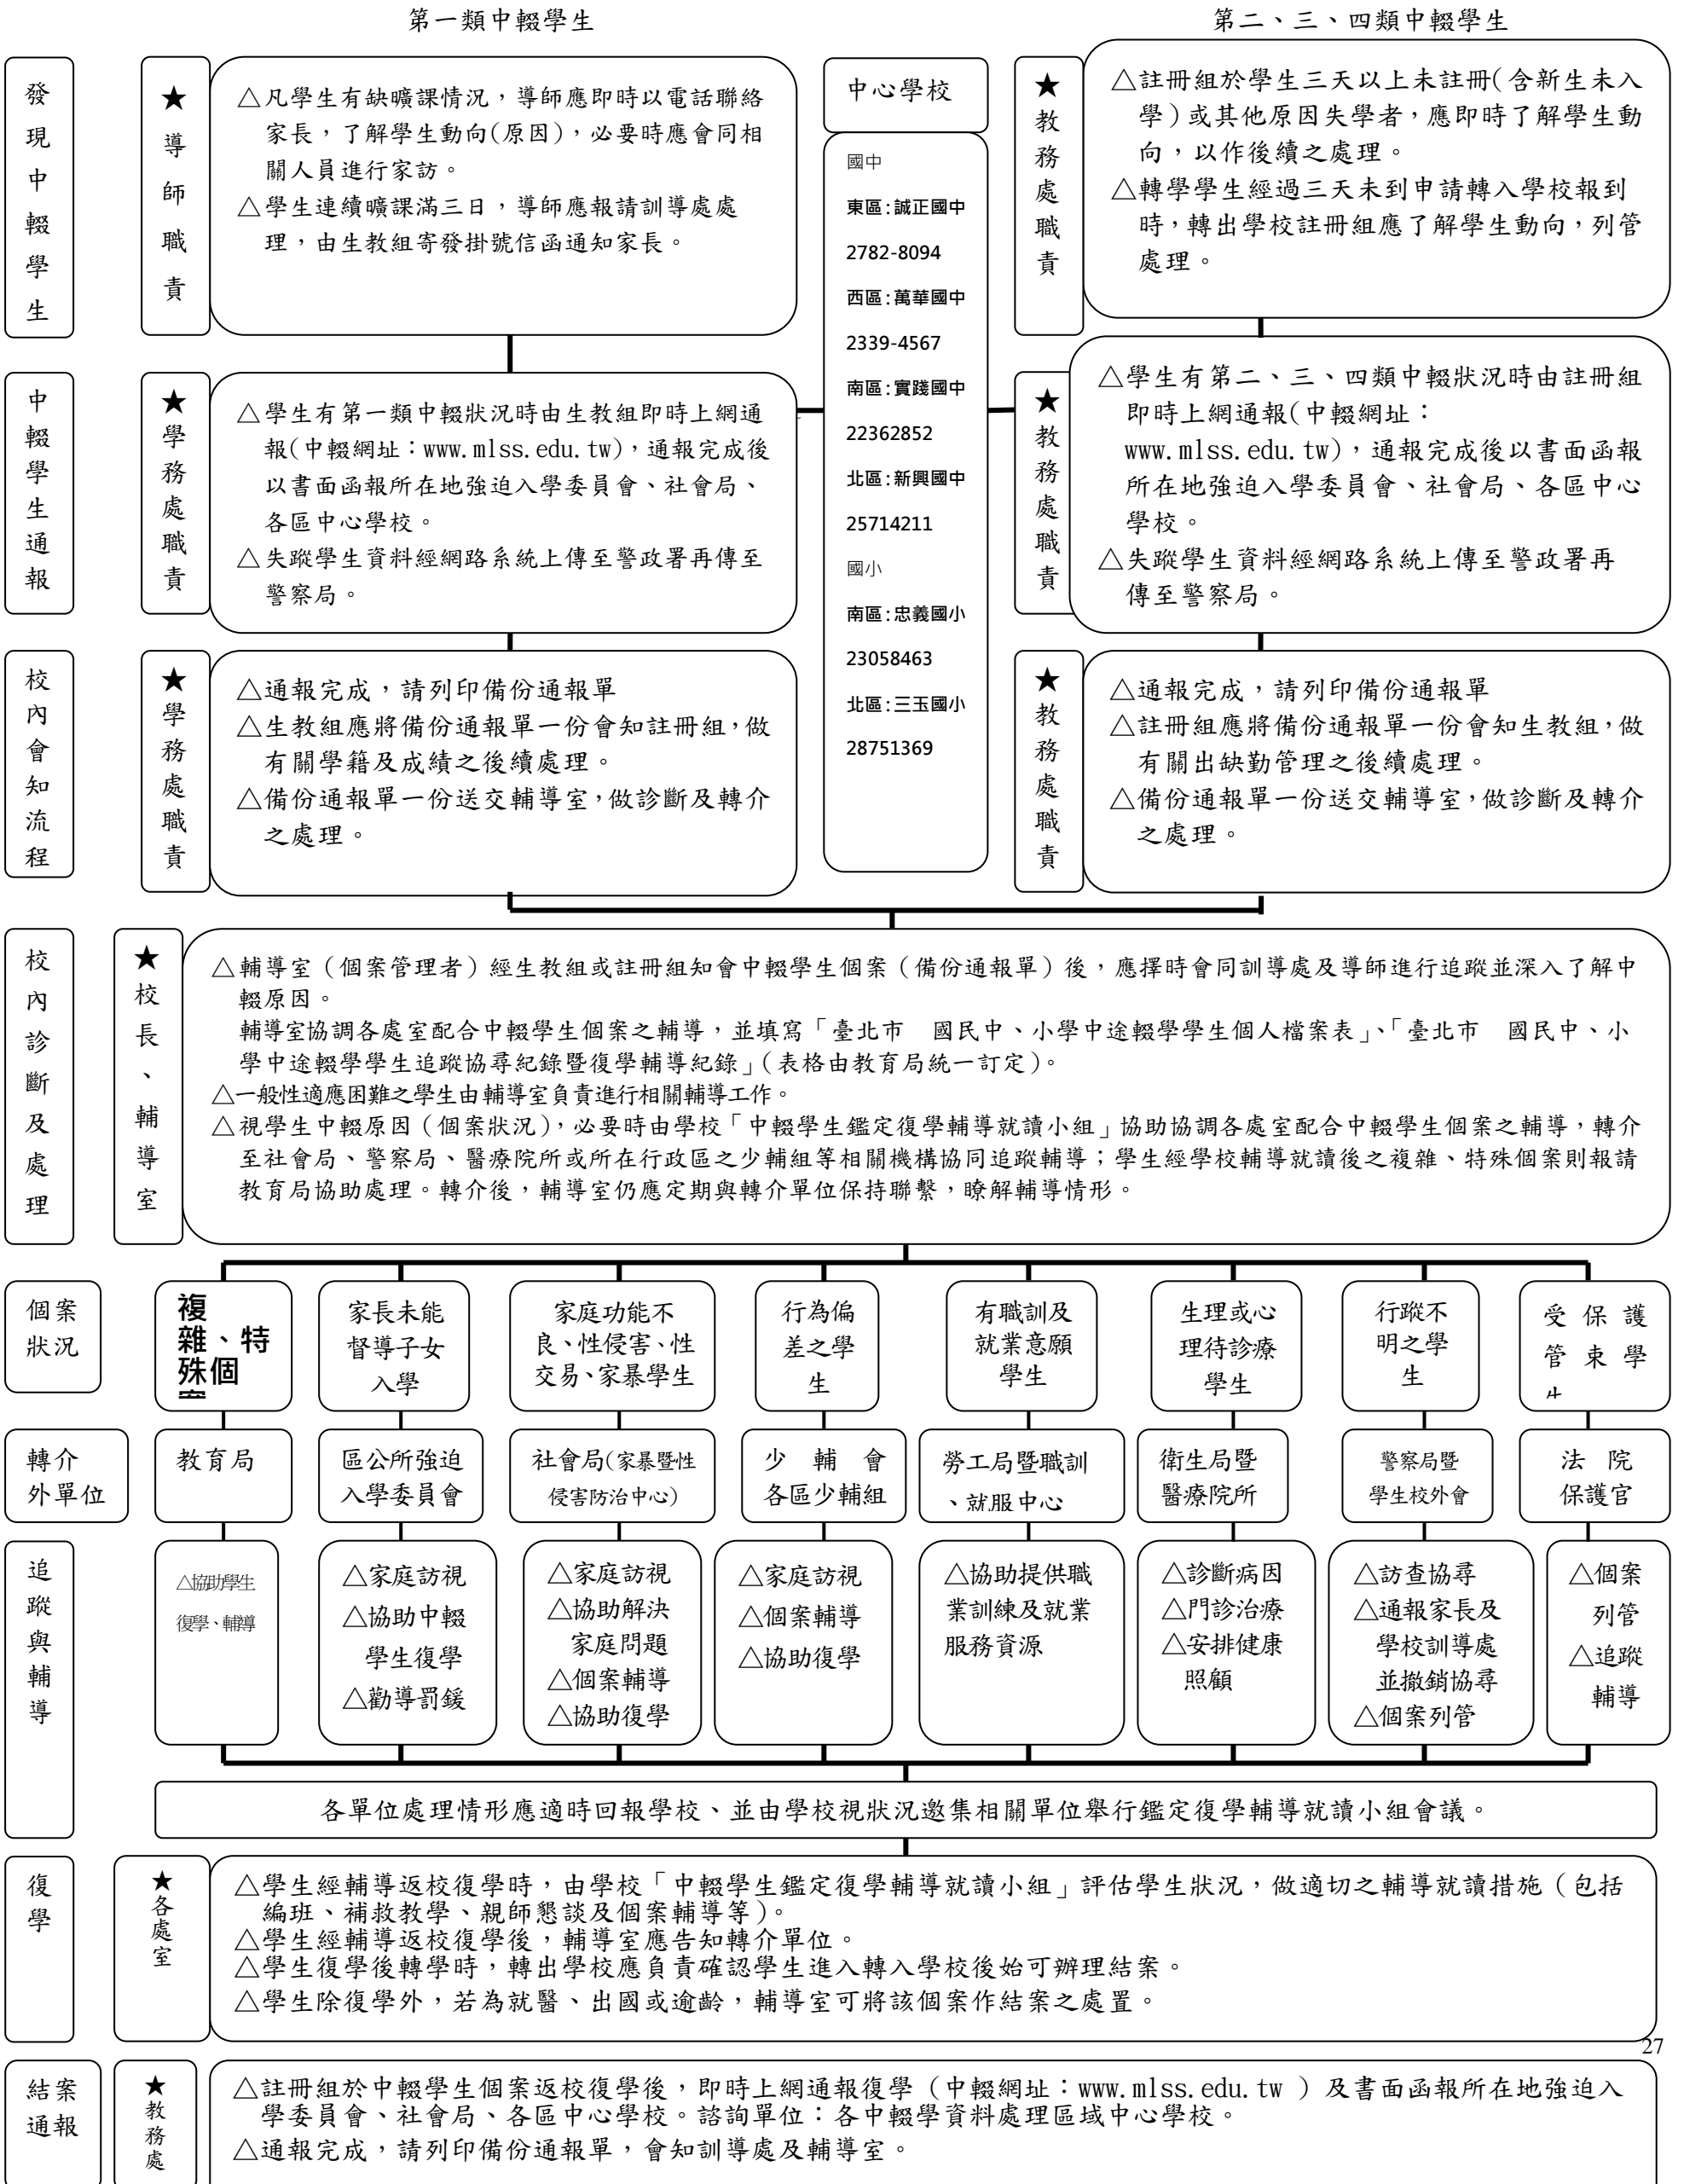 第一類中輟學生
第二、三、四類中輟學生
發現中輟學生
★導師職責
△凡學生有缺曠課情況，導師應即時以電話聯絡
家長，了解學生動向(原因)，必要時應會同相
關人員進行家訪。
△學生連續曠課滿三日，導師應報請訓導處處
理，由生教組寄發掛號信函通知家長。
中心學校
國中
東區:誠正國中
2782-8094
西區:萬華國中
2339-4567
南區:實踐國中
22362852
北區:新興國中
25714211
國小
南區:忠義國小
23058463
北區:三玉國小
28751369
★教務處職責
△註冊組於學生三天以上未註冊(含新生未入
學)或其他原因失學者，應即時了解學生動
向，以作後續之處理。
△轉學學生經過三天未到申請轉入學校報到
時，轉出學校註冊組應了解學生動向，列管
處理。
中輟學生通報
★學務處職責
△學生有第一類中輟狀況時由生教組即時上網通
報(中輟網址：www.mlss.edu.tw)，通報完成後
以書面函報所在地強迫入學委員會、社會局、
各區中心學校。
△失蹤學生資料經網路系統上傳至警政署再傳至
警察局。
★教務處職責
△學生有第二、三、四類中輟狀況時由註冊組
即時上網通報(中輟網址：
www.mlss.edu.tw)，通報完成後以書面函報
所在地強迫入學委員會、社會局、各區中心
學校。
△失蹤學生資料經網路系統上傳至警政署再
傳至警察局。
校內會知流程
★學務處職責
△通報完成，請列印備份通報單
△生教組應將備份通報單一份會知註冊組，做
有關學籍及成績之後續處理。
△備份通報單一份送交輔導室，做診斷及轉介
之處理。
★教務處職責
△通報完成，請列印備份通報單
△註冊組應將備份通報單一份會知生教組，做
有關出缺勤管理之後續處理。
△備份通報單一份送交輔導室，做診斷及轉介
之處理。
校內診斷及處理
★校長、輔導室
△輔導室（個案管理者）經生教組或註冊組知會中輟學生個案（備份通報單）後，應擇時會同訓導處及導師進行追蹤並深入了解中
輟原因。
輔導室協調各處室配合中輟學生個案之輔導，並填寫「臺北市　國民中、小學中途輟學學生個人檔案表」、「臺北市　國民中、小
學中途輟學學生追蹤協尋紀錄暨復學輔導紀錄」(表格由教育局統一訂定)。
△一般性適應困難之學生由輔導室負責進行相關輔導工作。
△視學生中輟原因（個案狀況），必要時由學校「中輟學生鑑定復學輔導就讀小組」協助協調各處室配合中輟學生個案之輔導，轉介
至社會局、警察局、醫療院所或所在行政區之少輔組等相關機構協同追蹤輔導；學生經學校輔導就讀後之複雜、特殊個案則報請
教育局協助處理。轉介後，輔導室仍應定期與轉介單位保持聯繫，瞭解輔導情形。
個案
狀況
複
雜、特
殊個
家長未能
督導子女
入學
家庭功能不
良、性侵害、性
交易、家暴學生
行為偏
差之學
生
有職訓及
就業意願
學生
生理或心
理待診療
學生
行蹤不
明之學
生
受保護
管束學
轉介
外單位
教育局
區公所強迫
入學委員會
社會局(家暴暨性
侵害防治中心)
少輔會
各區少輔組
勞工局暨職訓
、就服中心
衛生局暨
醫療院所
警察局暨
學生校外會
法院
保護官
追蹤與輔導
△協助學生
復學、輔導
△家庭訪視
△協助中輟
學生復學
△勸導罰鍰
△家庭訪視
△協助解決
家庭問題
△個案輔導
△協助復學
△家庭訪視
△個案輔導
△協助復學
△協助提供職
業訓練及就業
服務資源
△診斷病因
△門診治療
△安排健康
照顧
△訪查協尋
△通報家長及
學校訓導處
並撤銷協尋
△個案列管
△個案
列管
△追蹤
輔導
各單位處理情形應適時回報學校、並由學校視狀況邀集相關單位舉行鑑定復學輔導就讀小組會議。
復學
★各處室
△學生經輔導返校復學時，由學校「中輟學生鑑定復學輔導就讀小組」評估學生狀況，做適切之輔導就讀措施（包括
編班、補救教學、親師懇談及個案輔導等）。
△學生經輔導返校復學後，輔導室應告知轉介單位。
△學生復學後轉學時，轉出學校應負責確認學生進入轉入學校後始可辦理結案。
△學生除復學外，若為就醫、出國或逾齡，輔導室可將該個案作結案之處置。
27
結案
通報
★教務處
△註冊組於中輟學生個案返校復學後，即時上網通報復學（中輟網址：www.mlss.edu.tw ）及書面函報所在地強迫入
學委員會、社會局、各區中心學校。諮詢單位：各中輟學資料處理區域中心學校。
△通報完成，請列印備份通報單，會知訓導處及輔導室。